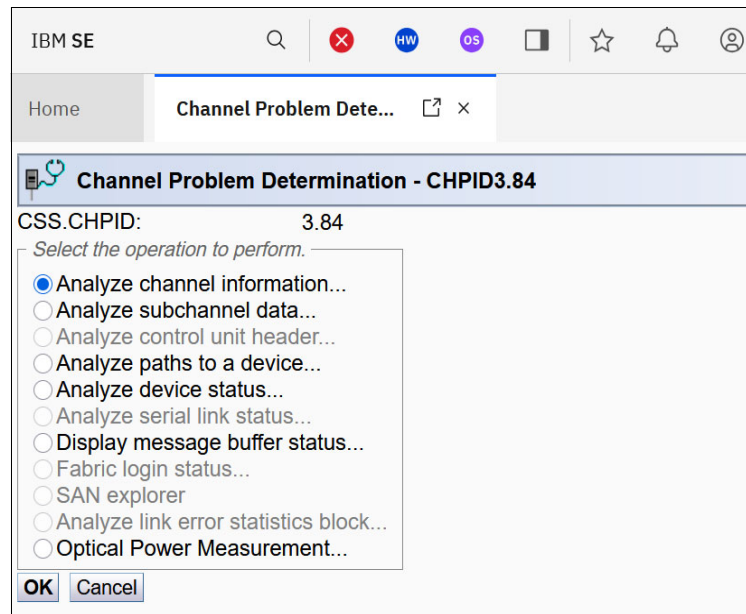 IBM SE
HW
OS
Home
Channel Problem Dete...
Channel Problem Determination - CHPID3.84
CSS.CHPID: 3.84
Select the operation to perform.
Analyze channel information...
Analyze subchannel data...
Analyze control unit header...
Analyze paths to a device...
Analyze device status...
Analyze serial link status...
Display message buffer status...
Fabric login status...
SAN explorer
Analyze link error statistics block...
Optical Power Measurement...
OK Cancel